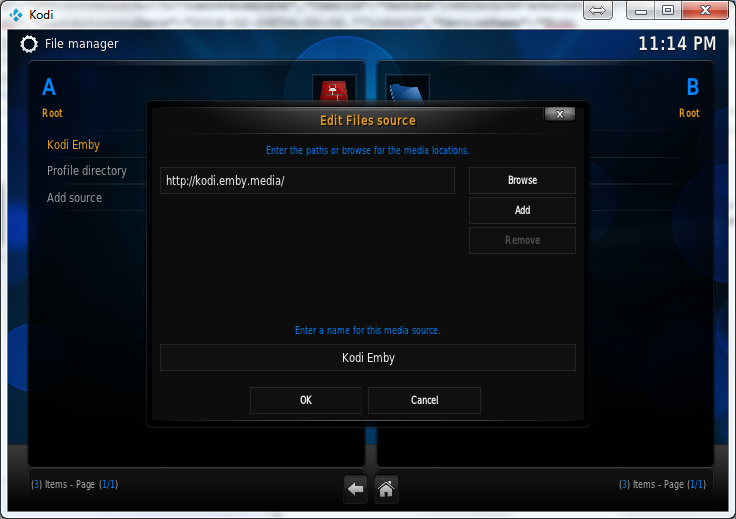 Kodi
File manager
11:14 PM
A
B
Root
Root
Kodi Emby
Profile directory
Add source
Edit Files source
x
Enter the paths or browse for the media locations.
http://kodi.emby.media/
Browse
Add
Remove
Enter a name for this media source.
Kodi Emby
OK
Cancel
(3) Items - Page (1/1)
(3) Items - Page (1/1)